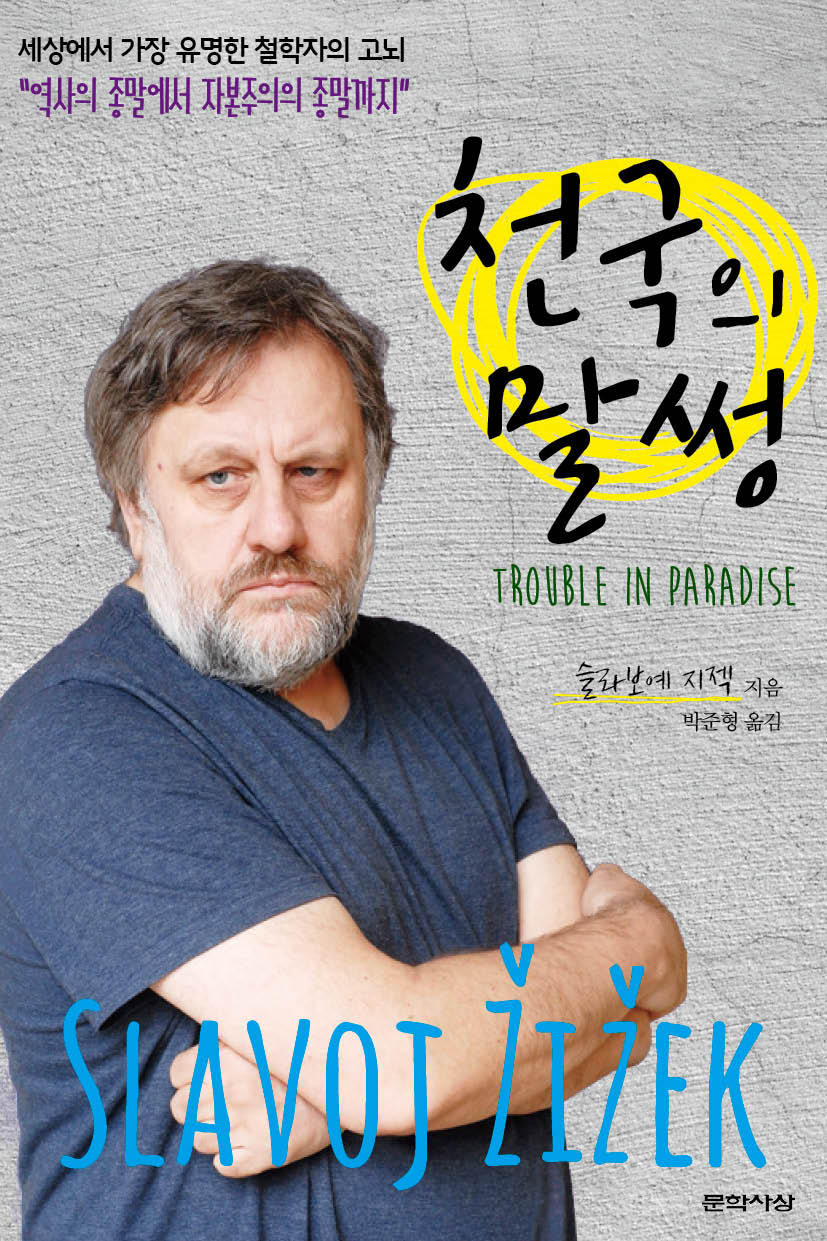 세상에서 가장 유명한 철학자의 고뇌
"역사의 종말에서 자본주의의 종말까지"
천국의
말썽
TROUBLE IN PARADISE
슬라보예 지젝 지음
박준형 옮김
SLAVOJ ŽIŽEK
문학사상